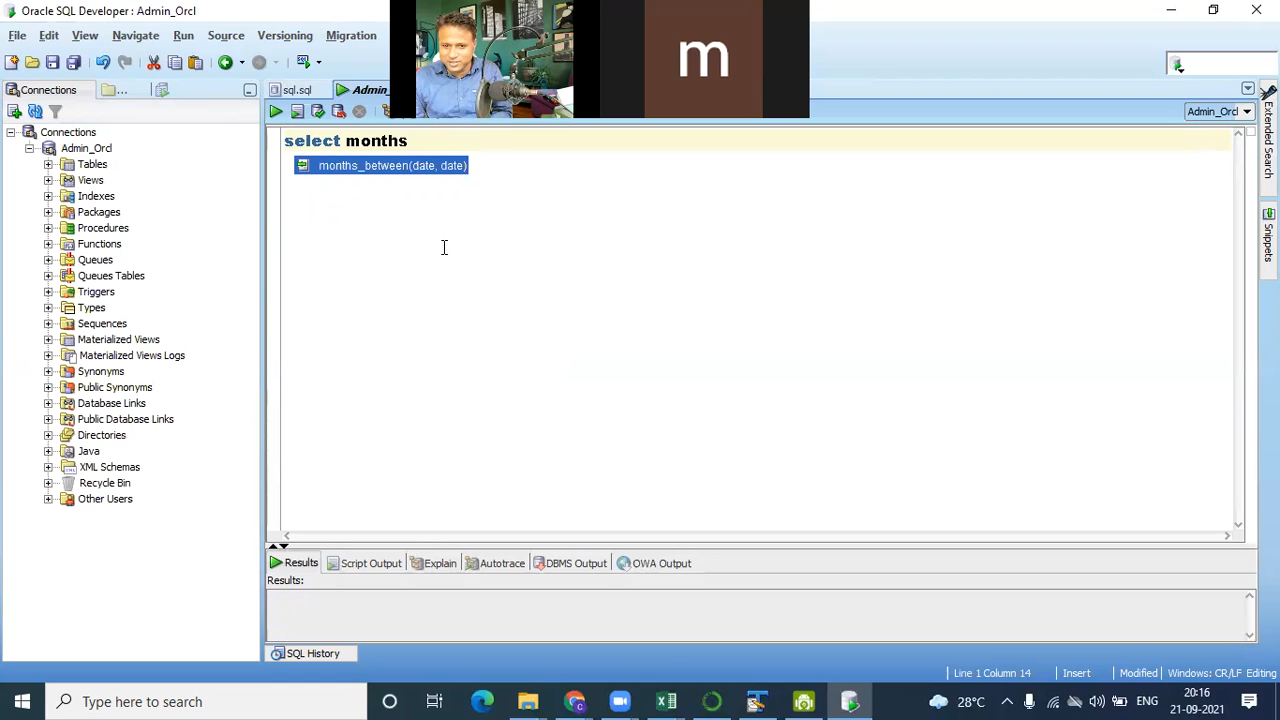 Oracle SQL Developer : Admin_Orcl
File Edit View Navigate Run Source Versioning Migration
m
Connections
...
sql.sql
Admin_
Admin_Orcl
select months
months_between(date, date)
Connections
Admin_Orcl
Tables
Views
Indexes
Packages
Procedures
Functions
Queues
Queues Tables
Triggers
Types
Sequences
Materialized Views
Materialized Views Logs
Synonyms
Public Synonyms
Database Links
Public Database Links
Directories
Java
XML Schemas
Recycle Bin
Other Users
Extended Search
Snippets
Results Script Output Explain Autotrace DBMS Output OWA Output
Results:
SQL History
Line 1 Column 14 Insert Modified Windows: CR/LF Editing
Type here to search
28°C
ENG
20:16
21-09-2021